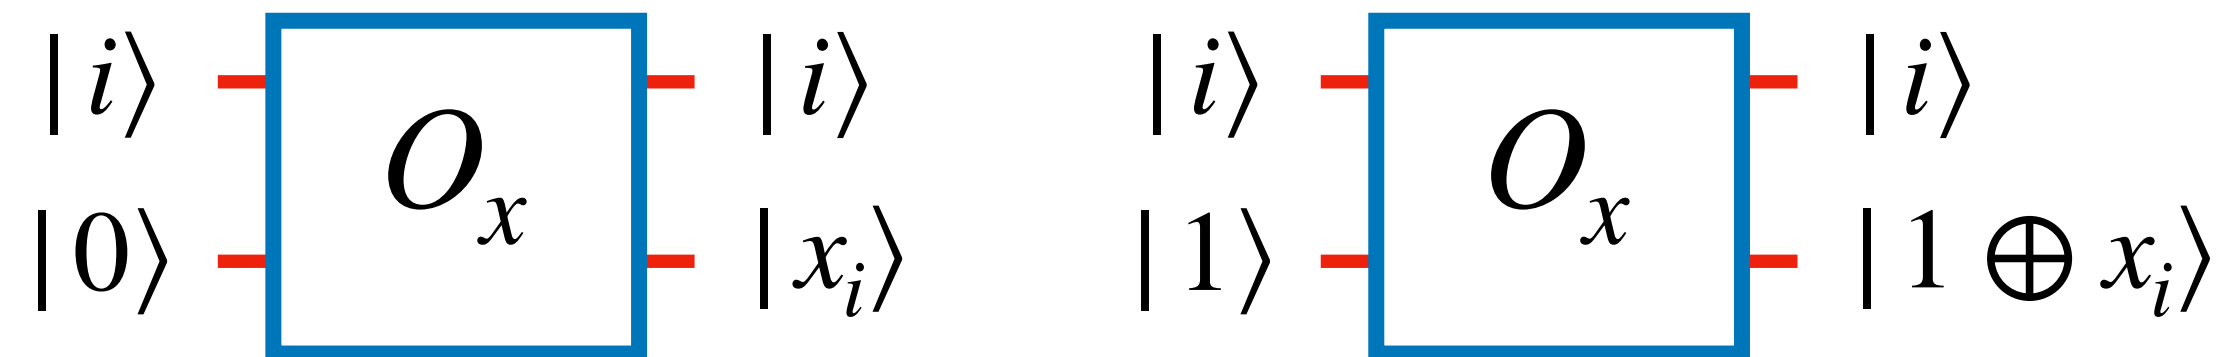 |i⟩ O_x |i⟩ |i⟩ O_x |i⟩
|0⟩ |x_i⟩ |1⟩ |1 ⊕ x_i⟩